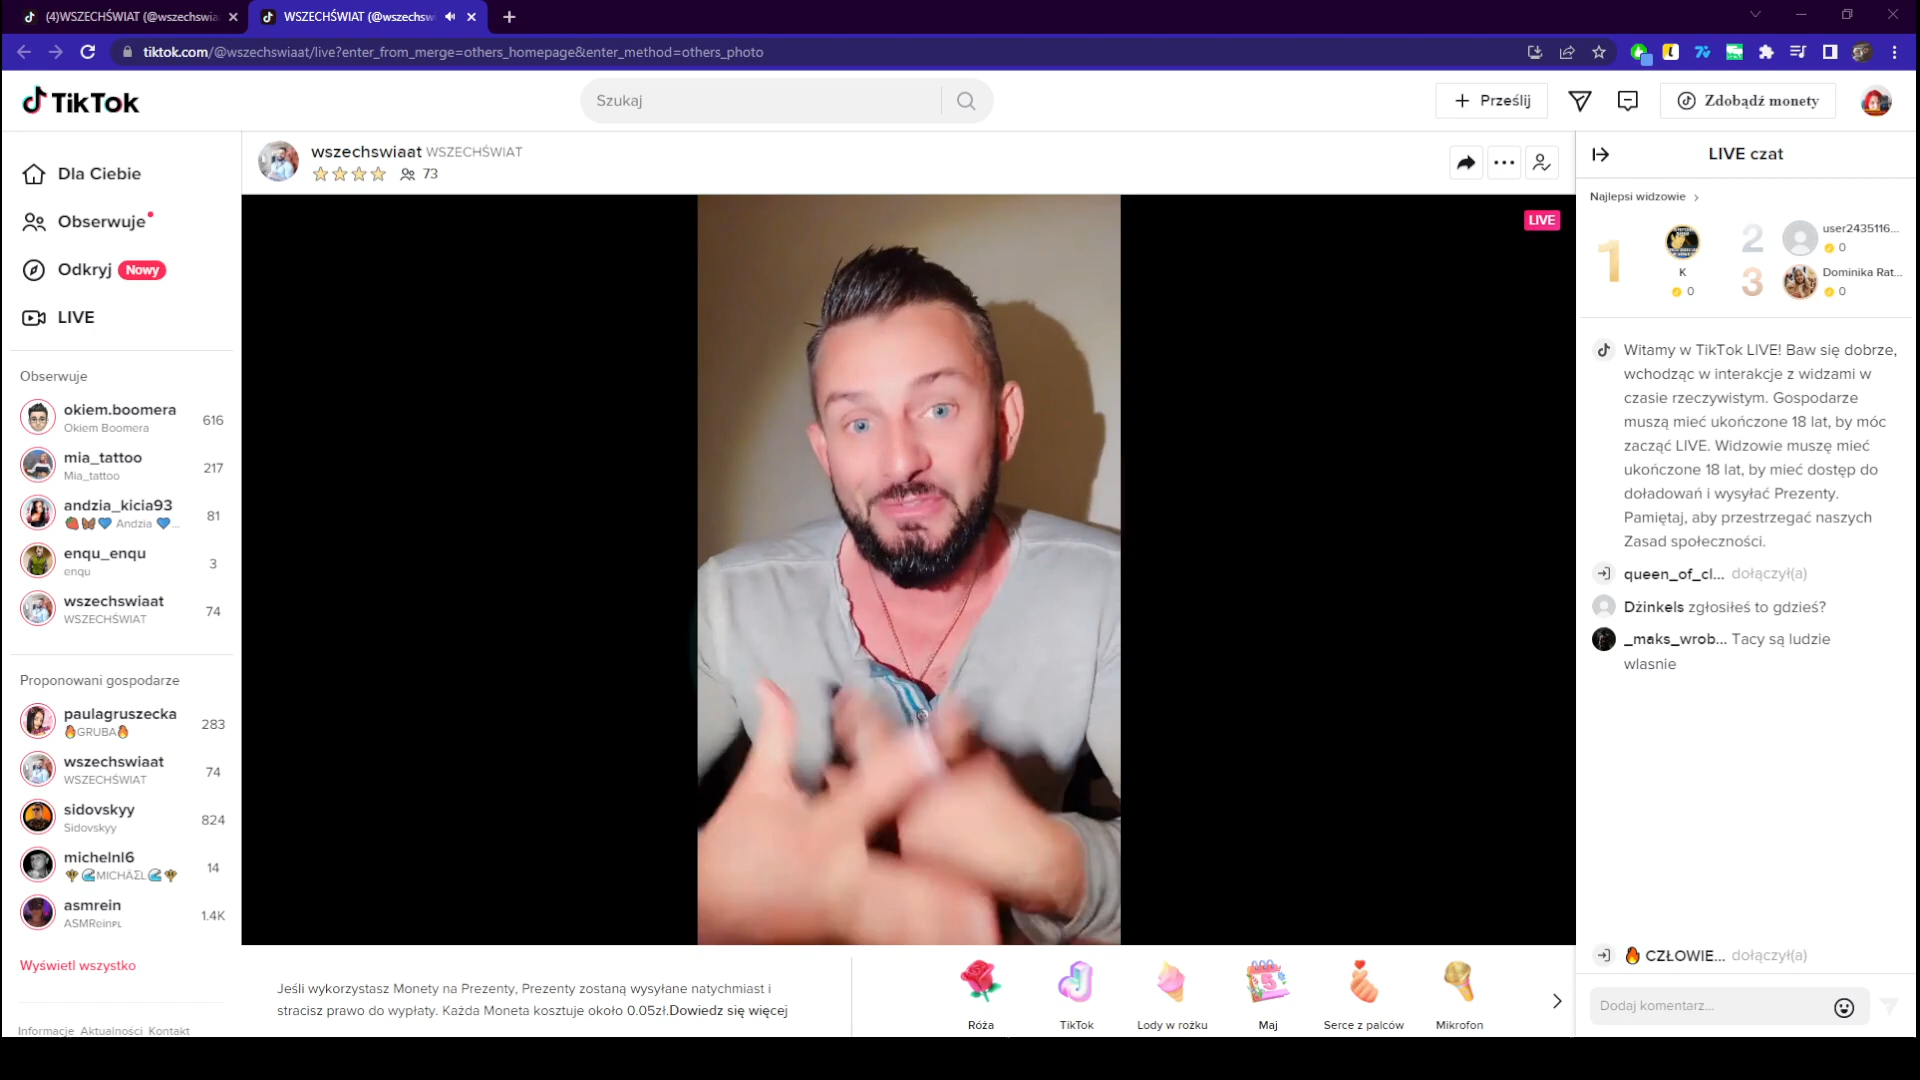 (4)WSZECHŚWIAT (@wszechswia
WSZECHŚWIAT (@wszechsw
tiktok.com/@wszechswiaat/live?enter_from_merge=others_homepage&enter_method=others_photo
TikTok
Szukaj
Prześlij
Zdobądź monety
Dla Ciebie
Obserwuje
Odkryj Nowy
LIVE
Obserwuje
okiem.boomera
Okiem Boomera
616
mia_tattoo
Mia_tattoo
217
andzia_kicia93
🍓🦋💙 Andzia 💙...
81
enqu_enqu
enqu
3
wszechswiaat
WSZECHŚWIAT
74
Proponowani gospodarze
paulagruszecka
🔥GRUBA🔥
283
wszechswiaat
WSZECHŚWIAT
74
sidovskyy
Sidovskyy
824
michelnl6
🪬🌊MICHÄΣL🌊🪬
14
asmrein
ASMReinᴘʟ
1.4K
Wyświetl wszystko
Informacje Aktualności Kontakt
wszechswiaat WSZECHŚWIAT
73
LIVE
Jeśli wykorzystasz Monety na Prezenty, Prezenty zostaną wysyłane natychmiast i
stracisz prawo do wypłaty. Każda Moneta kosztuje około 0.05zł.Dowiedz się więcej
Róża
TikTok
Lody w rożku
Maj
Serce z palców
Mikrofon
LIVE czat
Najlepsi widzowie
1
K
0
2
user2435116...
0
3
Dominika Rat...
0
Witamy w TikTok LIVE! Baw się dobrze,
wchodząc w interakcje z widzami w
czasie rzeczywistym. Gospodarze
muszą mieć ukończone 18 lat, by móc
zacząć LIVE. Widzowie muszę mieć
ukończone 18 lat, by mieć dostęp do
doładowań i wysyłać Prezenty.
Pamiętaj, aby przestrzegać naszych
Zasad społeczności.
queen_of_cl... dołączył(a)
Dżinkels zgłosiłeś to gdzieś?
_maks_wrob... Tacy są ludzie
wlasnie
🔥 CZŁOWIE... dołączył(a)
Dodaj komentarz...